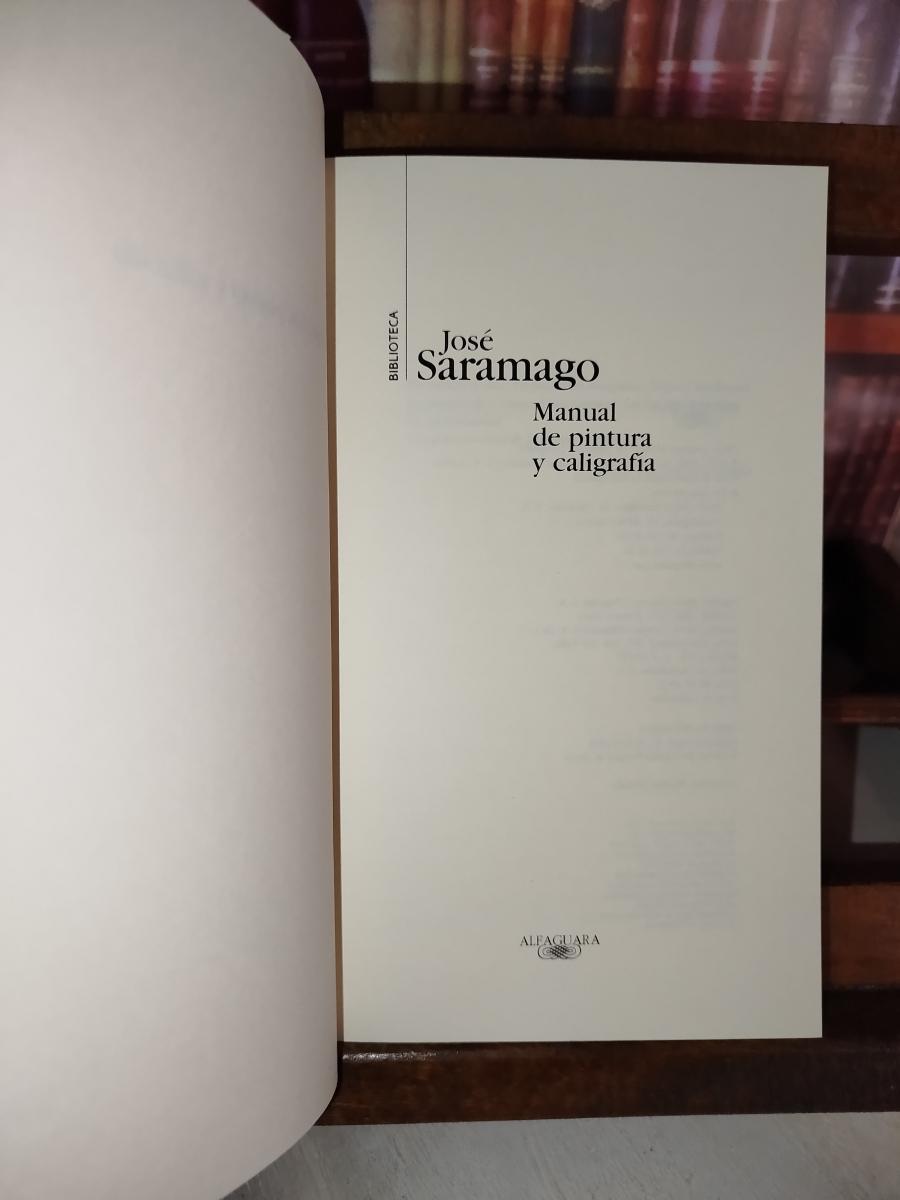 BIBLIOTECA
José
Saramago
Manual
de pintura
y caligrafía
ALFAGUARA